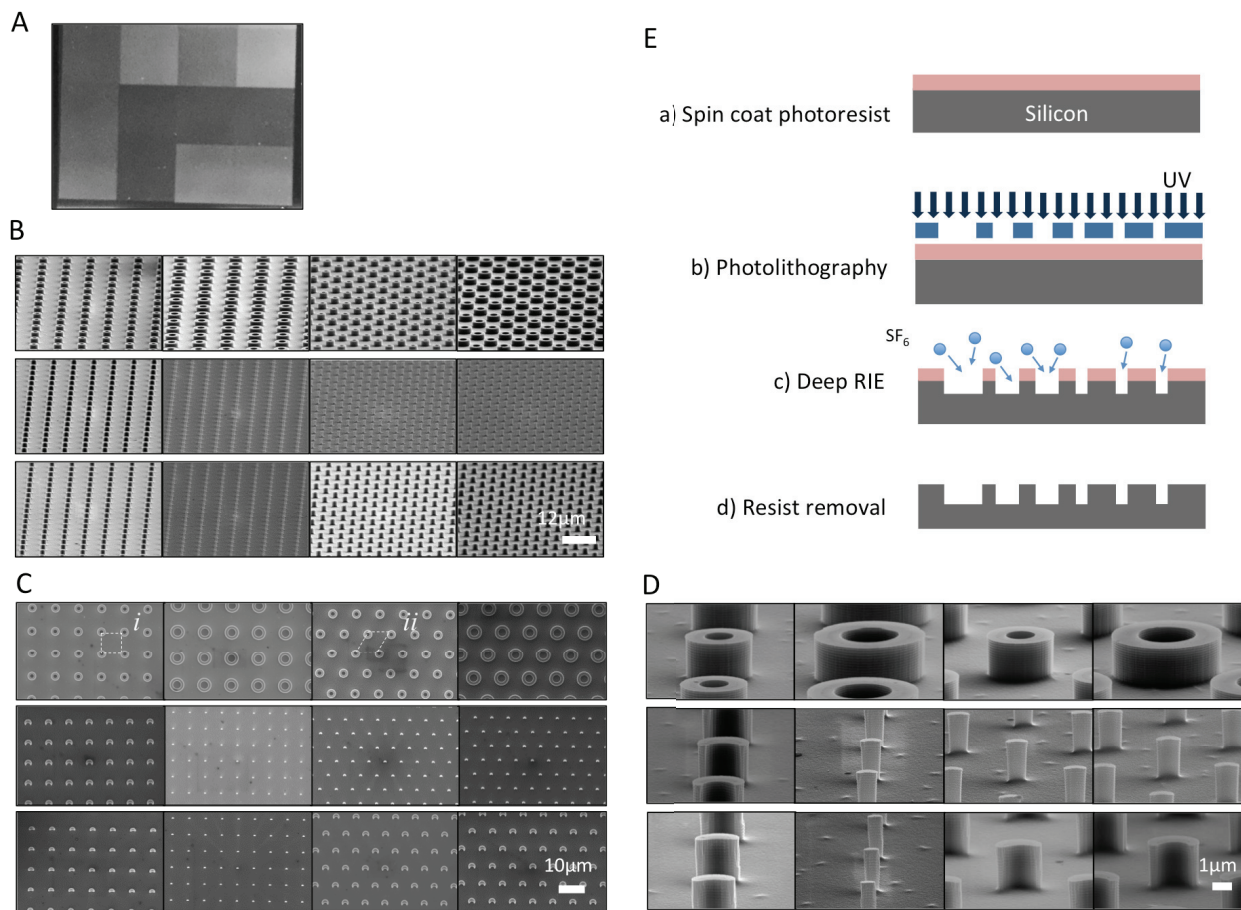 A
B
12μm
C
i
ii
10μm
E
a) Spin coat photoresist
Silicon
UV
b) Photolithography
SF6
c) Deep RIE
d) Resist removal
D
1μm